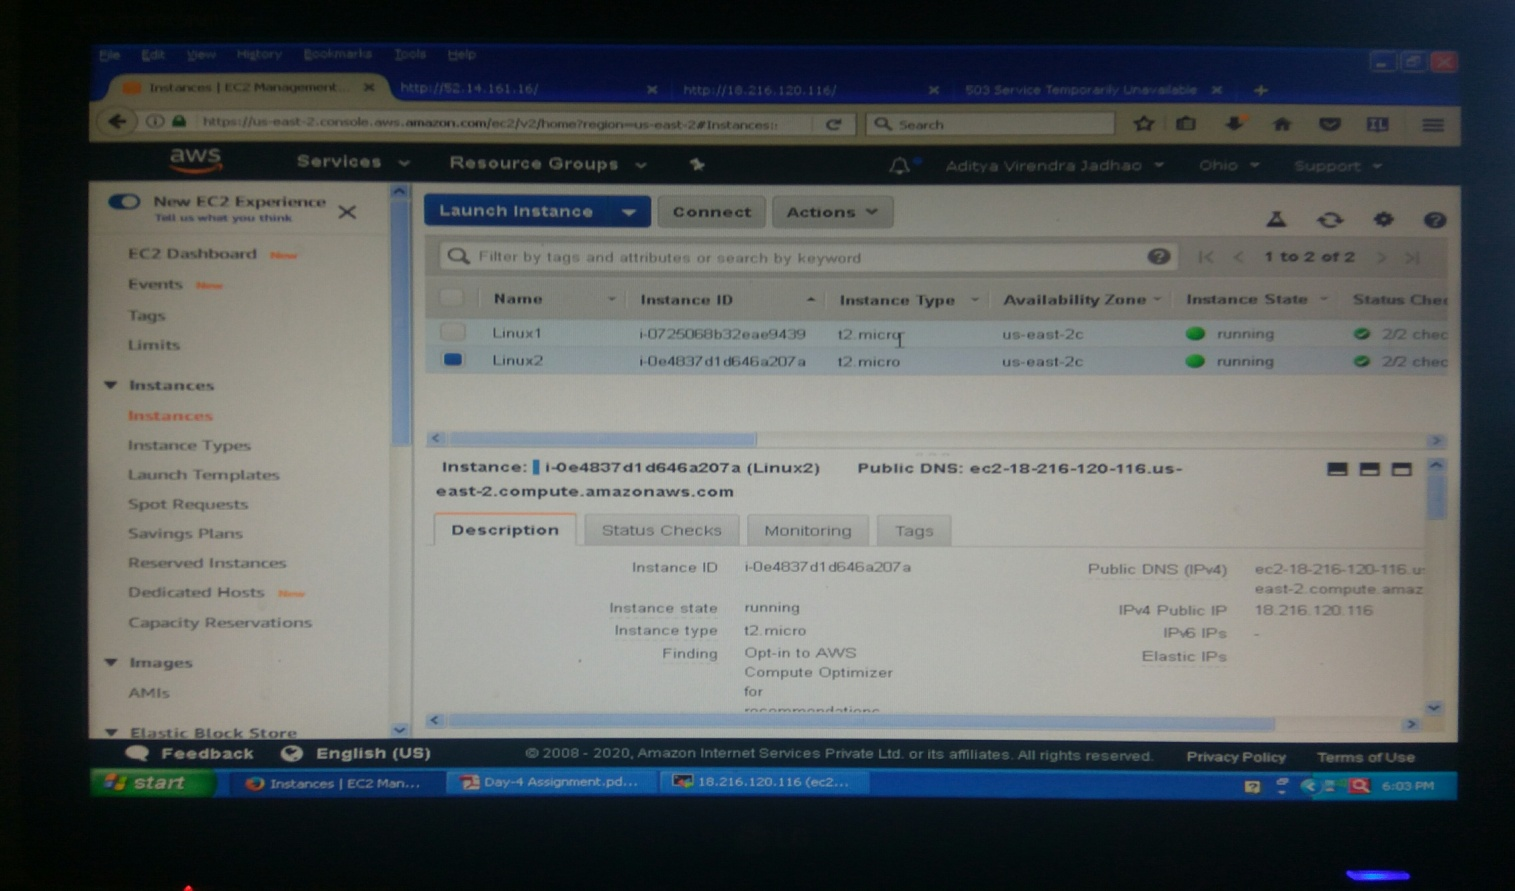 File Edit View History Bookmarks Tools Help
Instances | EC2 Management... http://52.14.161.16/ http://18.216.120.116/ 503 Service Temporarily Unavailable
https://us-east-2.console.aws.amazon.com/ec2/v2/home?region=us-east-2#Instances: Search
aws Services Resource Groups Aditya Virendra Jadhao Ohio Support
New EC2 Experience
Tell us what you think
EC2 Dashboard New
Events New
Tags
Limits
Instances
Instances
Instance Types
Launch Templates
Spot Requests
Savings Plans
Reserved Instances
Dedicated Hosts New
Capacity Reservations
Images
AMIs
Elastic Block Store
Launch Instance Connect Actions
Filter by tags and attributes or search by keyword 1 to 2 of 2
Name Instance ID Instance Type Availability Zone Instance State Status Chec
Linux1 i-0725068b32eae9439 t2.micro us-east-2c running 2/2 chec
Linux2 i-0e4837d1d646a207a t2.micro us-east-2c running 2/2 chec
Instance: i-0e4837d1d646a207a (Linux2) Public DNS: ec2-18-216-120-116.us-
east-2.compute.amazonaws.com
Description Status Checks Monitoring Tags
Instance ID i-0e4837d1d646a207a Public DNS (IPv4) ec2-18-216-120-116.us
east-2.compute.amaz
Instance state running IPv4 Public IP 18.216.120.116
Instance type t2.micro IPv6 IPs -
Finding Opt-in to AWS Elastic IPs
Compute Optimizer
for
recommendations
Feedback English (US) © 2008 - 2020, Amazon Internet Services Private Ltd. or its affiliates. All rights reserved. Privacy Policy Terms of Use
start Instances | EC2 Man... Day-4 Assignment.pd... 18.216.120.116 (ec2... 6:03 PM